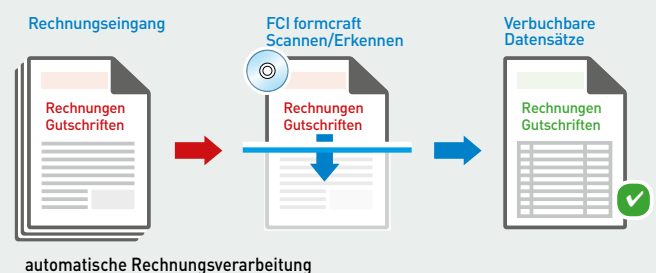 Rechnungseingang
FCI formcraft
Scannen/Erkennen
Verbuchbare
Datensätze
Rechnungen
Gutschriften
Rechnungen
Gutschriften
Rechnungen
Gutschriften
automatische Rechnungsverarbeitung